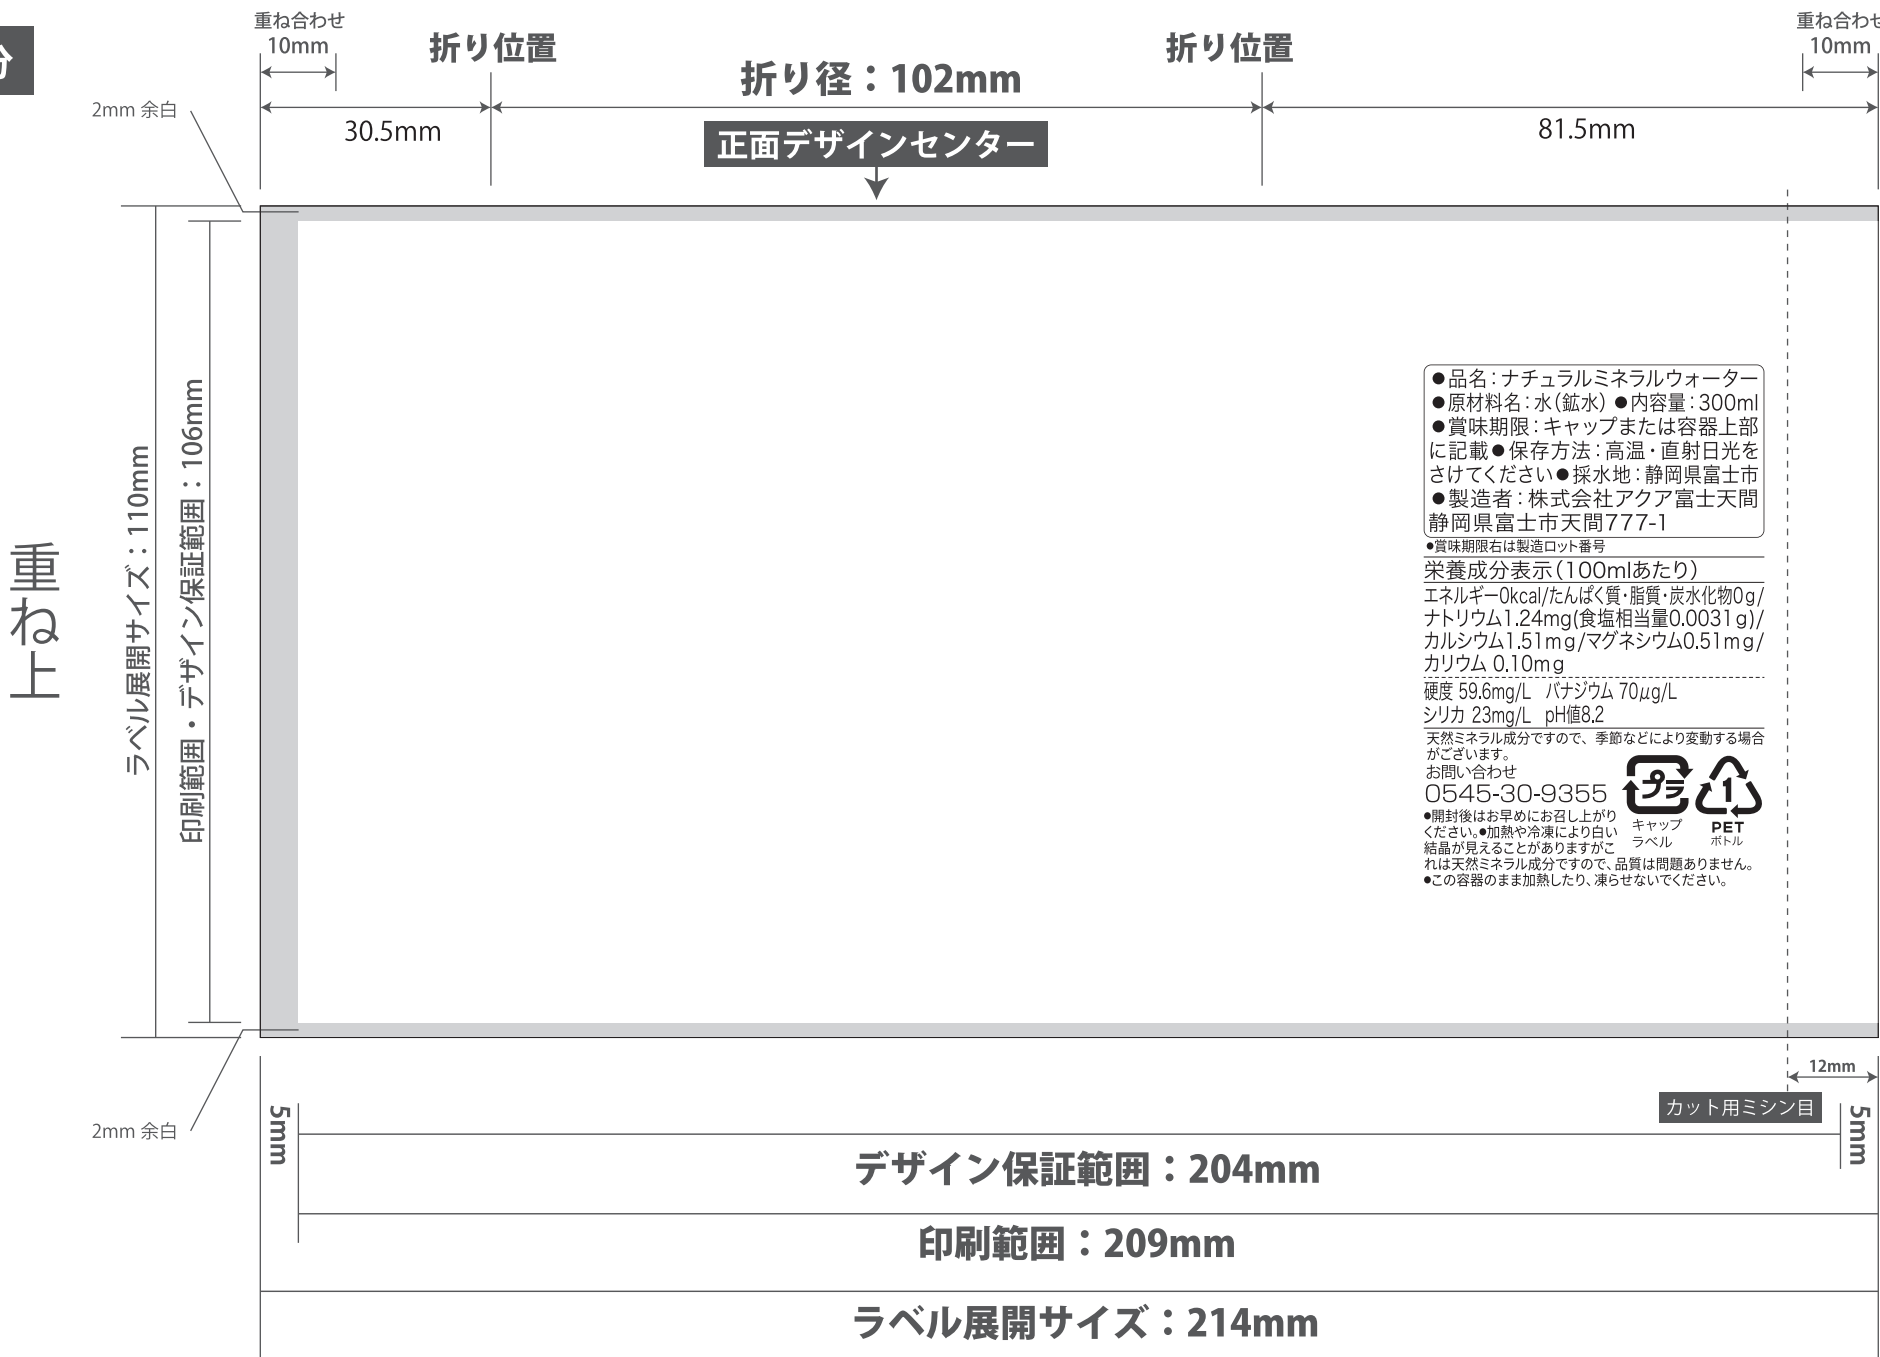 分
重ね合わせ
10mm
折り位置
折り径：102mm
折り位置
重ね合わせ
10mm
2mm 余白
30.5mm
正面デザインセンター
81.5mm
重ね上
ラベル展開サイズ：110mm
印刷範囲・デザイン保証範囲：106mm
●品名：ナチュラルミネラルウォーター
●原材料名：水（鉱水）●内容量：300ml
●賞味期限：キャップまたは容器上部
に記載●保存方法：高温・直射日光を
さけてください●採水地：静岡県富士市
●製造者：株式会社アクア富士天間
静岡県富士市天間777-1
●賞味期限右は製造ロット番号
栄養成分表示（100mlあたり）
エネルギー0kcal/たんぱく質・脂質・炭水化物0g/
ナトリウム1.24mg(食塩相当量0.0031g)/
カルシウム1.51mg/マグネシウム0.51mg/
カリウム 0.10mg
硬度 59.6mg/L バナジウム 70μg/L
シリカ 23mg/L pH値8.2
天然ミネラル成分ですので、季節などにより変動する場合
がございます。
お問い合わせ
0545-30-9355
●開封後はお早めにお召し上がり
ください。●加熱や冷凍により白い
結晶が見えることがありますがこ
れは天然ミネラル成分ですので、品質は問題ありません。
●この容器のまま加熱したり、凍らせないでください。
プラ
キャップ
ラベル
1
PET
ボトル
12mm
カット用ミシン目
2mm 余白
5mm
5mm
デザイン保証範囲：204mm
印刷範囲：209mm
ラベル展開サイズ：214mm